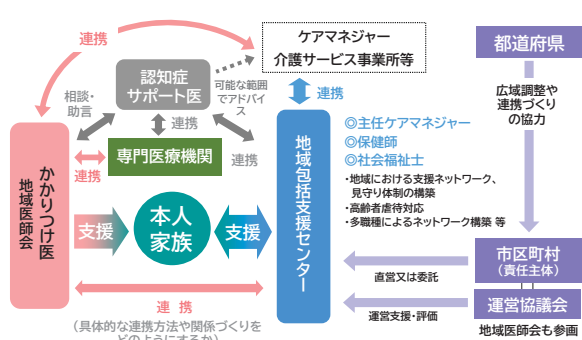 連携
ケアマネジャー
介護サービス事業所等
都道府県
認知症
サポート医
可能な範囲
でアドバイ
ス
連携
広域調整や
連携づくり
の協力
相談・
助言
連携
専門医療機関
連携
連携
かかりつけ医
地域医師会
地域包括支援センター
◎主任ケアマネジャー
◎保健師
◎社会福祉士
・地域における支援ネットワーク、
見守り体制の構築
・高齢者虐待対応
・多職種によるネットワーク構築 等
支援
本人
家族
支援
市区町村
(責任主体)
直営又は委託
運営協議会
運営支援・評価
地域医師会も参画
連 携
(具体的な連携方法や関係づくりを
どのようにするか)